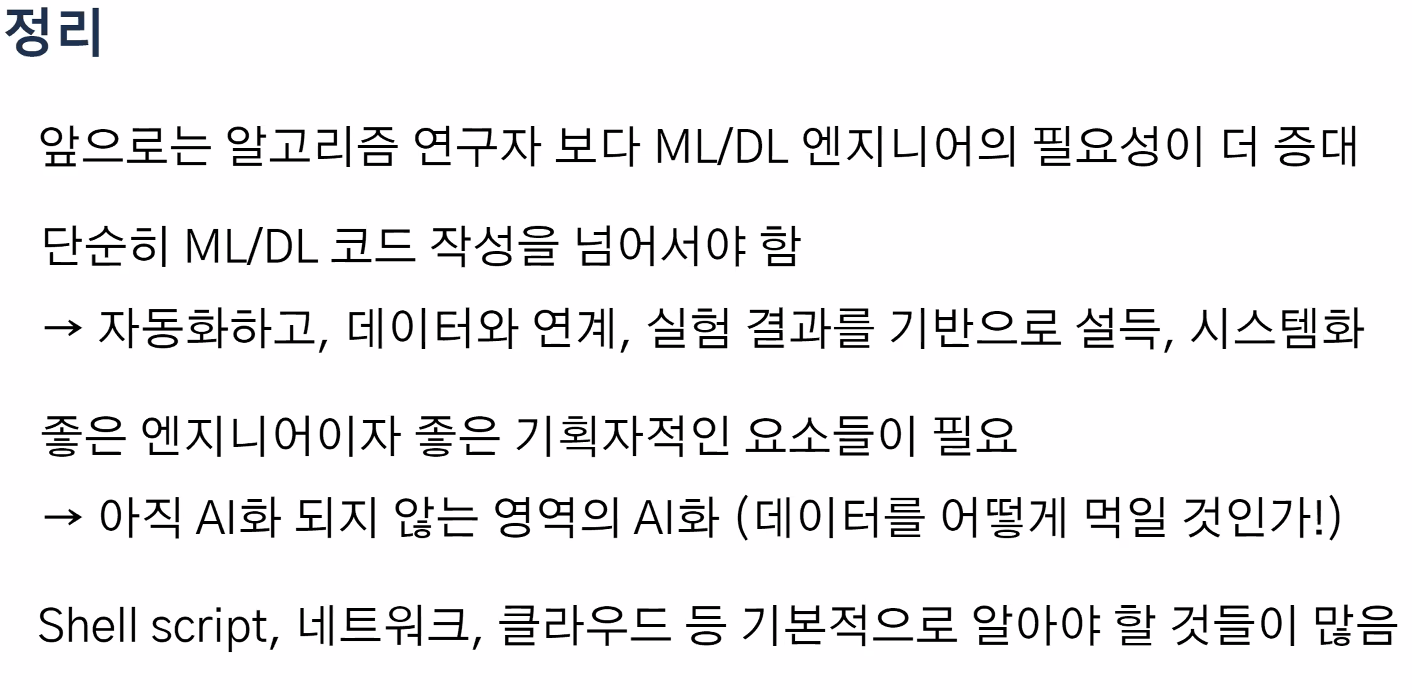 정리
앞으로는 알고리즘 연구자 보다 ML/DL 엔지니어의 필요성이 더 증대
단순히 ML/DL 코드 작성을 넘어서야 함
→ 자동화하고, 데이터와 연계, 실험 결과를 기반으로 설득, 시스템화
좋은 엔지니어이자 좋은 기획자적인 요소들이 필요
→ 아직 AI화 되지 않는 영역의 AI화 (데이터를 어떻게 먹일 것인가!)
Shell script, 네트워크, 클라우드 등 기본적으로 알아야 할 것들이 많음